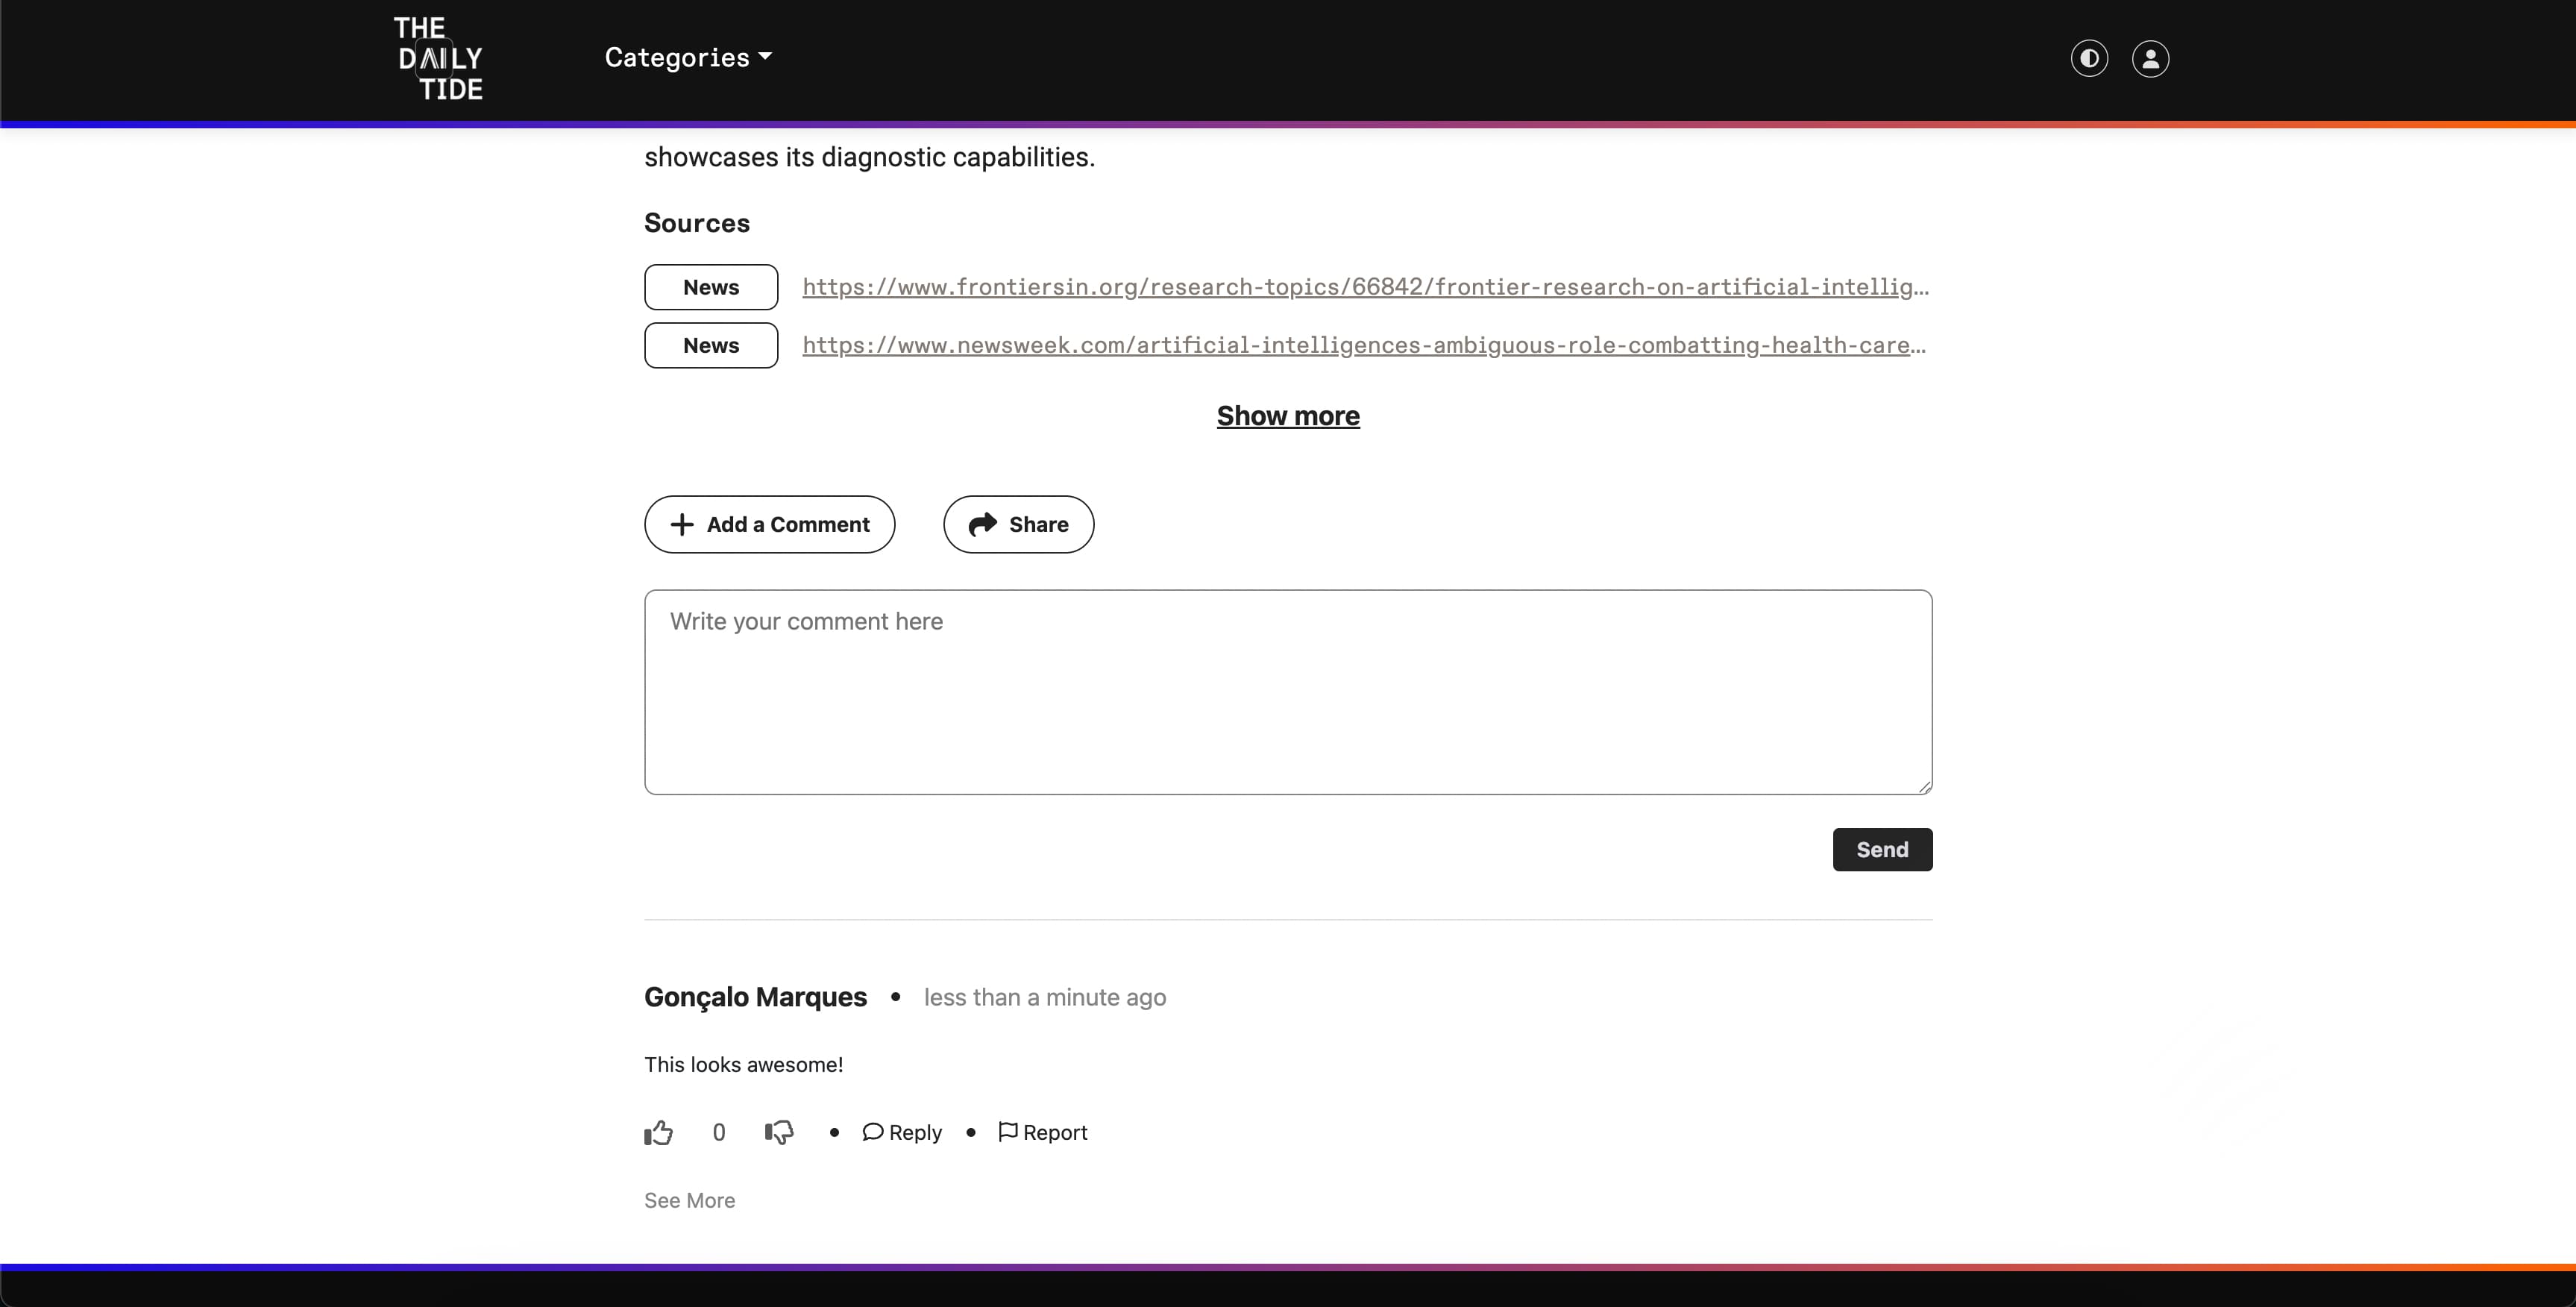 THE
DAILY
TIDE
Categories
showcases its diagnostic capabilities.
Sources
News https://www.frontiersin.org/research-topics/66842/frontier-research-on-artificial-intellig...
News https://www.newsweek.com/artificial-intelligences-ambiguous-role-combatting-health-care...
Show more
Add a Comment Share
Write your comment here
Send
Gonçalo Marques • less than a minute ago
This looks awesome!
0 • Reply • Report
See More